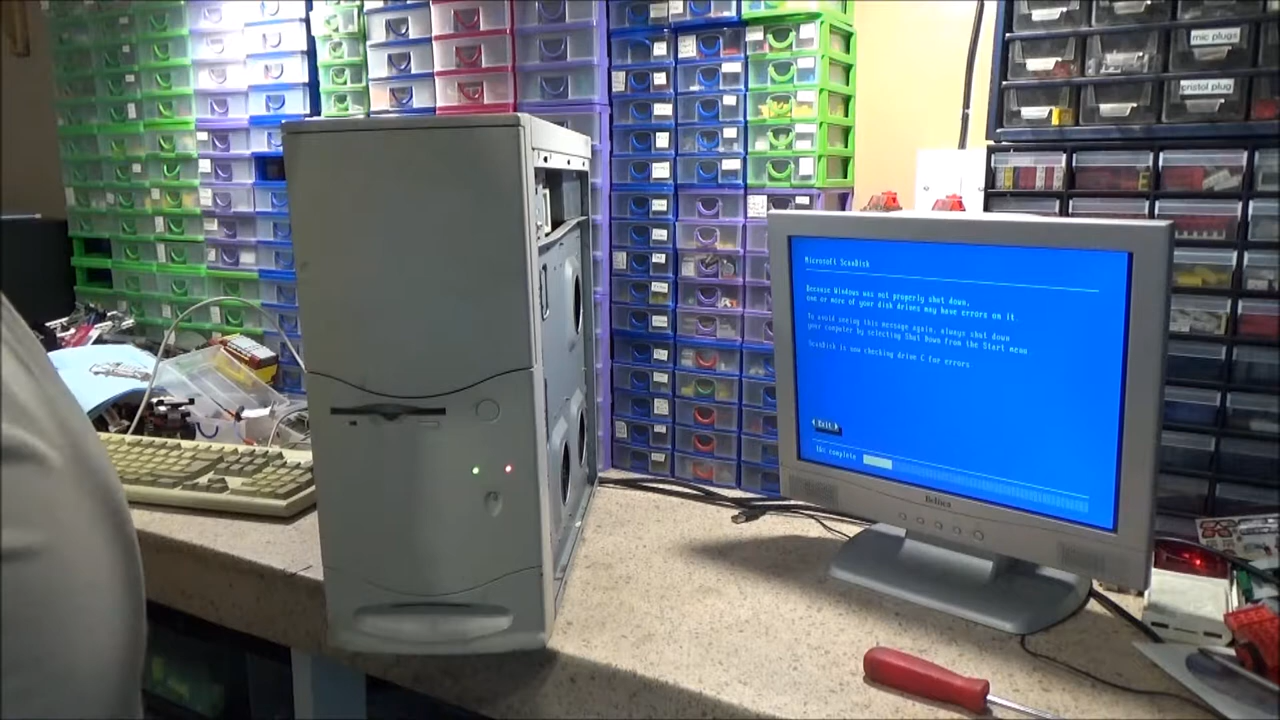 mic plugs
bristol plug
Microsoft ScanDisk
Because Windows was not properly shut down,
one or more of your disk drives may have errors on it.
To avoid seeing this message again, always shut down
your computer by selecting Shut Down from the Start menu
ScanDisk is now checking drive C for errors
Exit
16% complete
Belinea